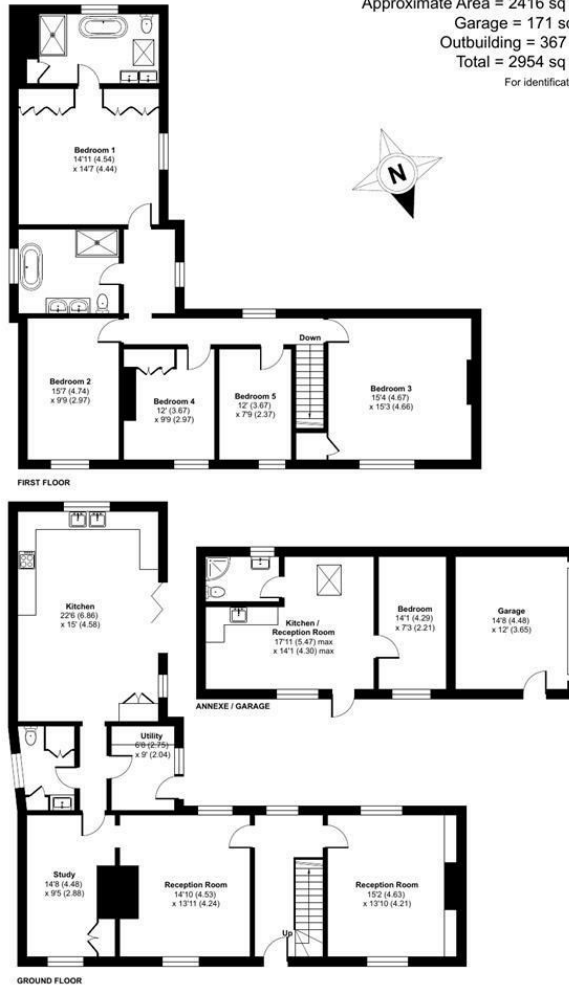 Approximate Area = 2416 sq
Garage = 171 sq
Outbuilding = 367
Total = 2954 sq
For identificat
N
Bedroom 1
14'11 (4.54)
x 14'7 (4.44)
Down
Bedroom 2
15'7 (4.74)
x 9'9 (2.97)
Bedroom 4
12' (3.67)
x 9'9 (2.97)
Bedroom 5
12' (3.67)
x 7'9 (2.37)
Bedroom 3
15'4 (4.67)
x 15'3 (4.66)
FIRST FLOOR
Kitchen
22'6 (6.86)
x 15' (4.58)
Kitchen /
Reception Room
17'11 (5.47) max
x 14'1 (4.30) max
Bedroom
14'1 (4.29)
x 7'3 (2.21)
Garage
14'8 (4.48)
x 12' (3.65)
ANNEXE / GARAGE
Utility
6'8 (2.75)
x 9' (2.04)
Study
14'8 (4.48)
x 9'5 (2.88)
Reception Room
14'10 (4.53)
x 13'11 (4.24)
Up
Reception Room
15'2 (4.63)
x 13'10 (4.21)
GROUND FLOOR